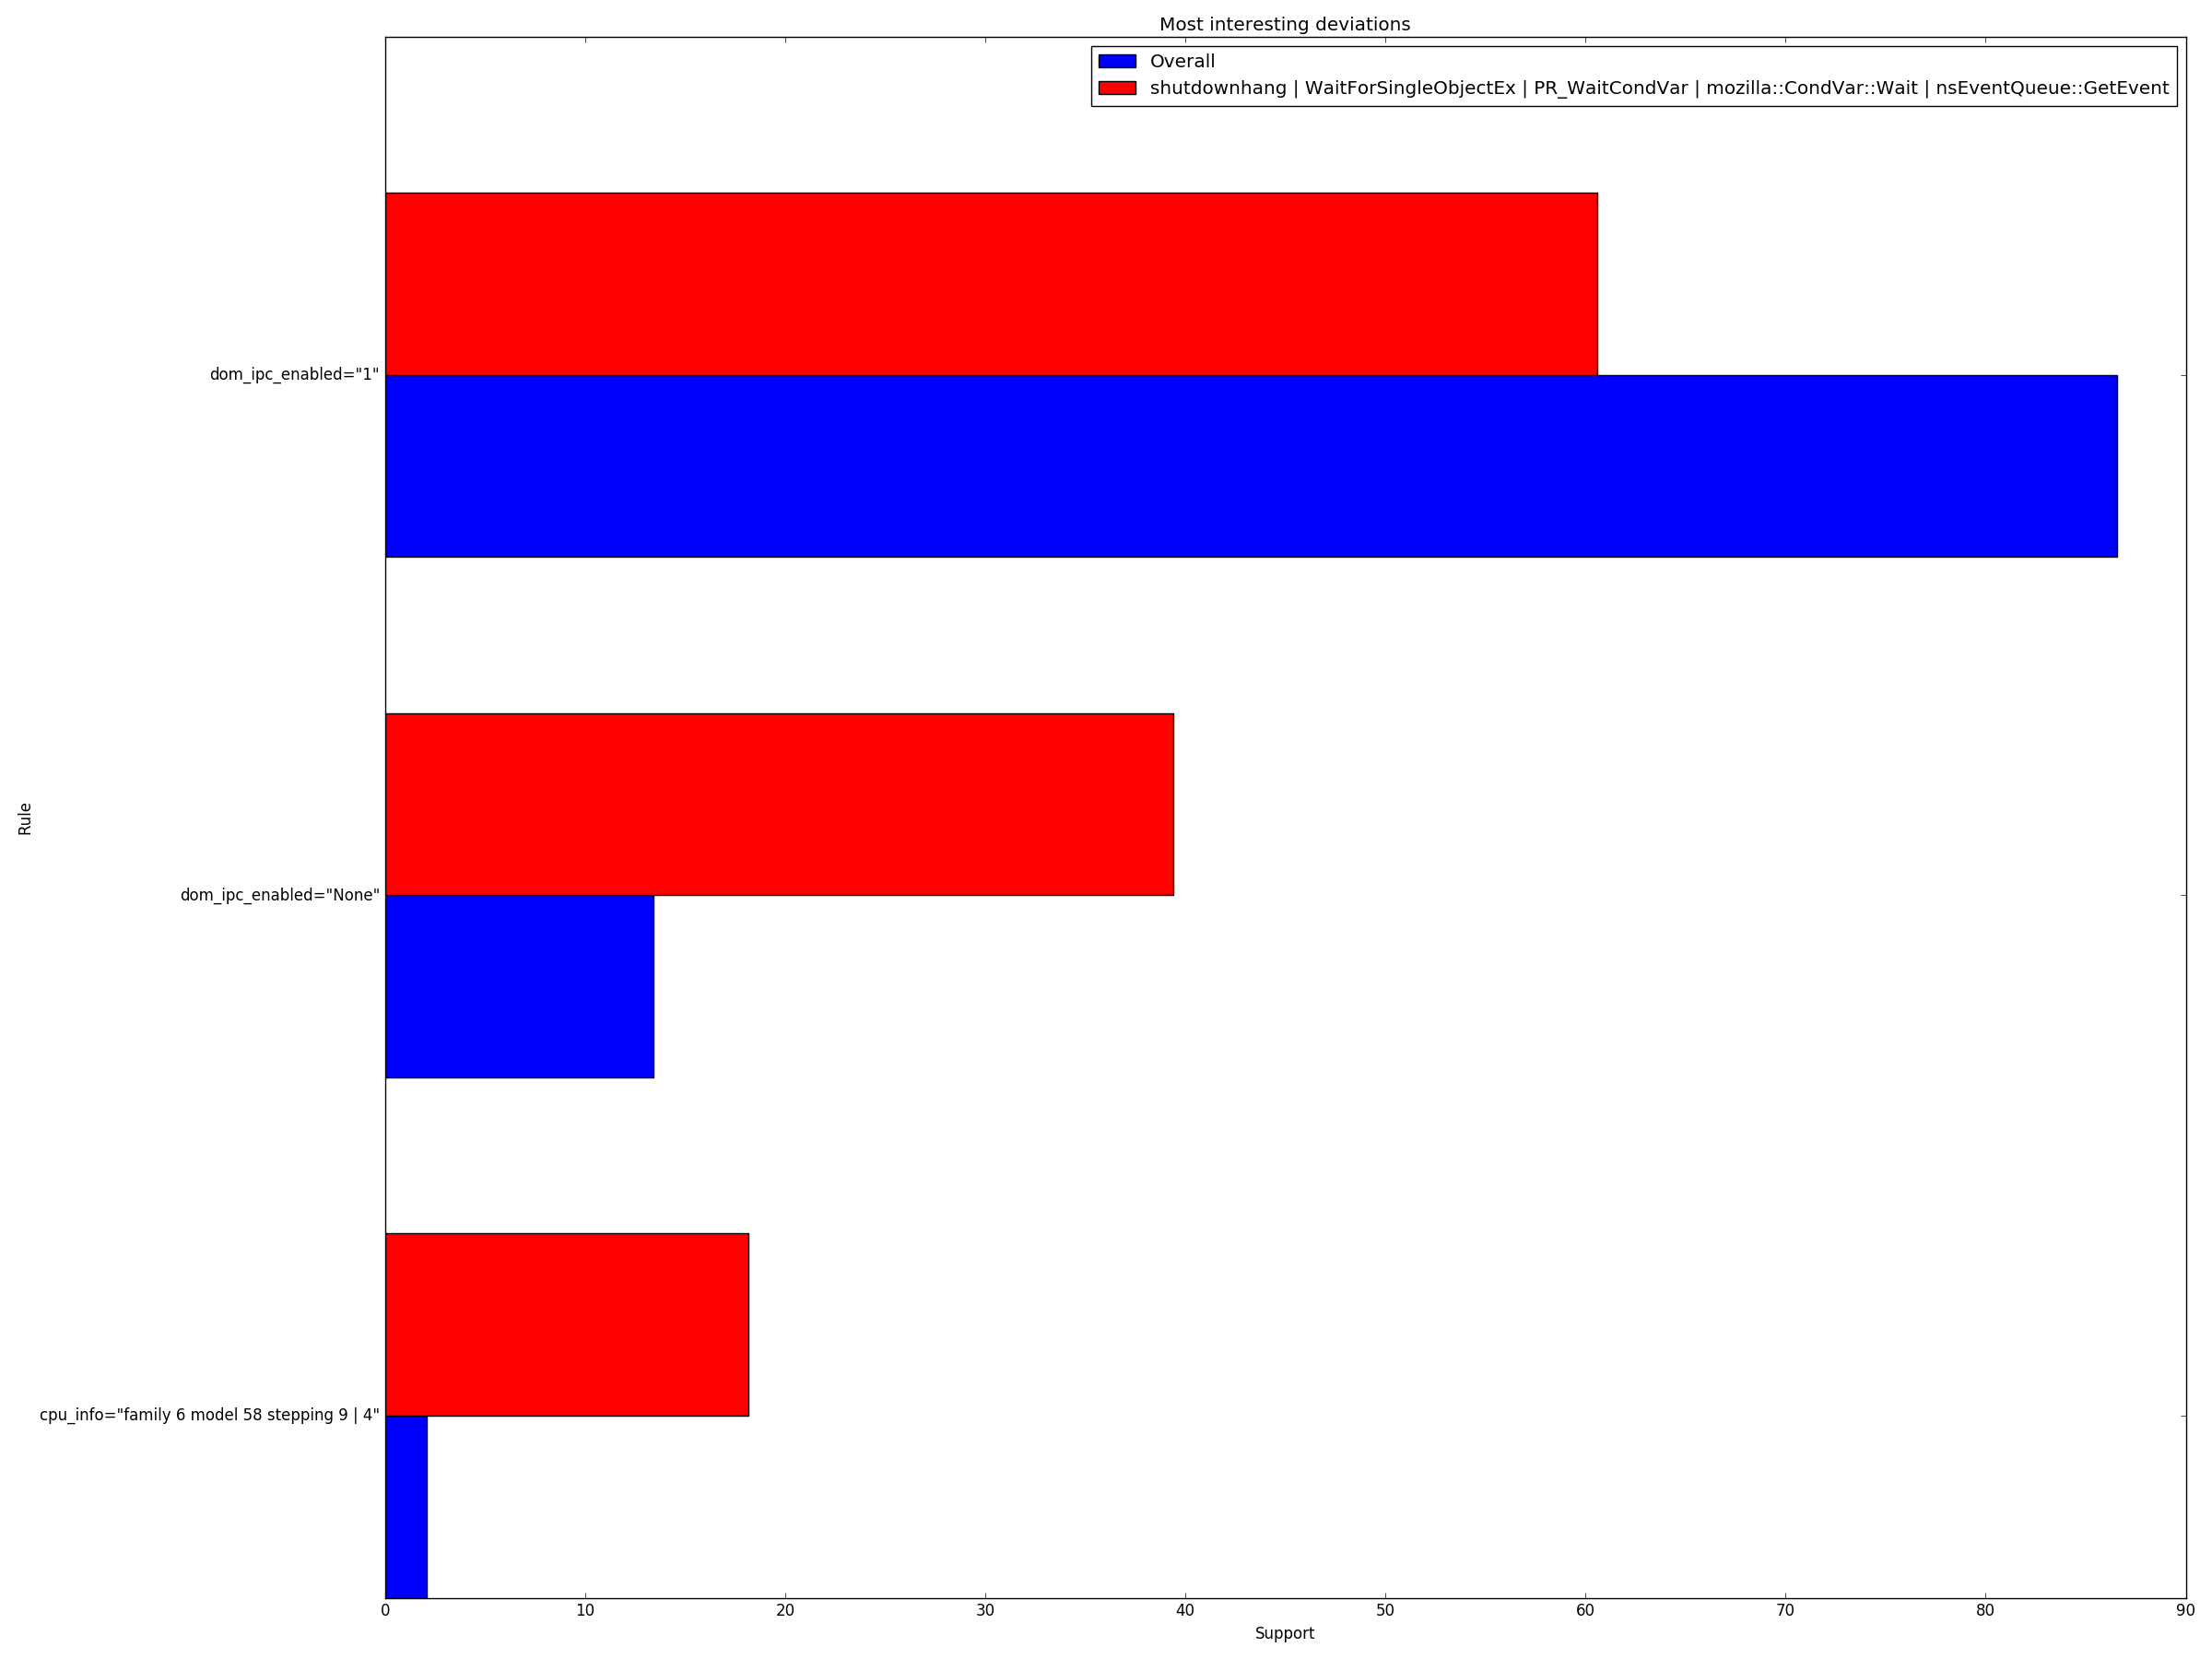 Most interesting deviations
Overall
shutdownhang | WaitForSingleObjectEx | PR_WaitCondVar | mozilla::CondVar::Wait | nsEventQueue::GetEvent
dom_ipc_enabled="1"
dom_ipc_enabled="None"
cpu_info="family 6 model 58 stepping 9 | 4"
Rule
0 10 20 30 40 50 60 70 80 90
Support